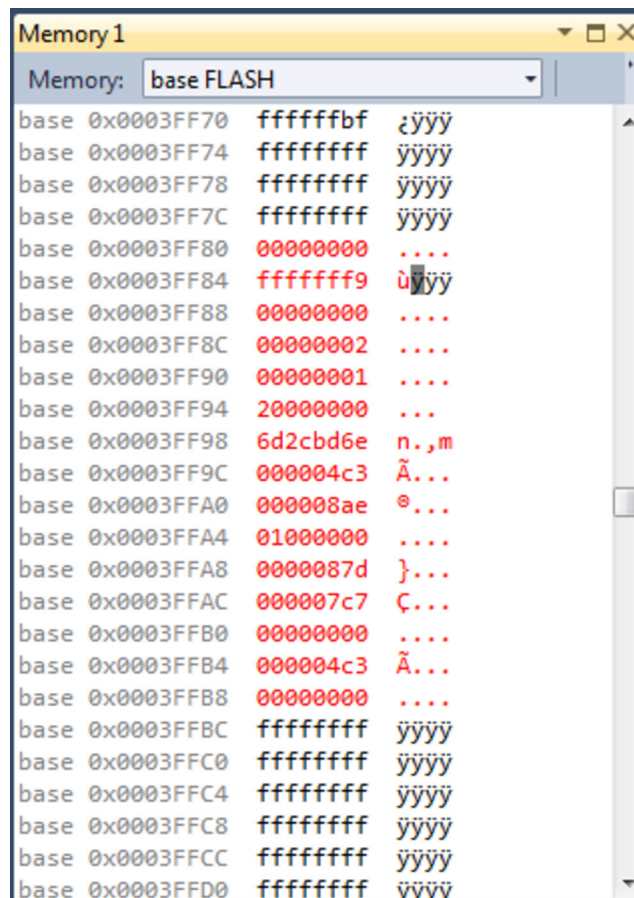 Memory 1
Memory: base FLASH
base 0x0003FF70 ffffffbf ¿ÿÿÿ
base 0x0003FF74 ffffffff ÿÿÿÿ
base 0x0003FF78 ffffffff ÿÿÿÿ
base 0x0003FF7C ffffffff ÿÿÿÿ
base 0x0003FF80 00000000 ....
base 0x0003FF84 fffffff9 ùÿÿÿ
base 0x0003FF88 00000000 ....
base 0x0003FF8C 00000002 ....
base 0x0003FF90 00000001 ....
base 0x0003FF94 20000000 ...
base 0x0003FF98 6d2cbd6e n.,m
base 0x0003FF9C 000004c3 Ã...
base 0x0003FFA0 000008ae ®...
base 0x0003FFA4 01000000 ....
base 0x0003FFA8 0000087d }...
base 0x0003FFAC 000007c7 Ç...
base 0x0003FFB0 00000000 ....
base 0x0003FFB4 000004c3 Ã...
base 0x0003FFB8 00000000 ....
base 0x0003FFBC ffffffff ÿÿÿÿ
base 0x0003FFC0 ffffffff ÿÿÿÿ
base 0x0003FFC4 ffffffff ÿÿÿÿ
base 0x0003FFC8 ffffffff ÿÿÿÿ
base 0x0003FFCC ffffffff ÿÿÿÿ
base 0x0003FFD0 ffffffff ÿÿÿÿ